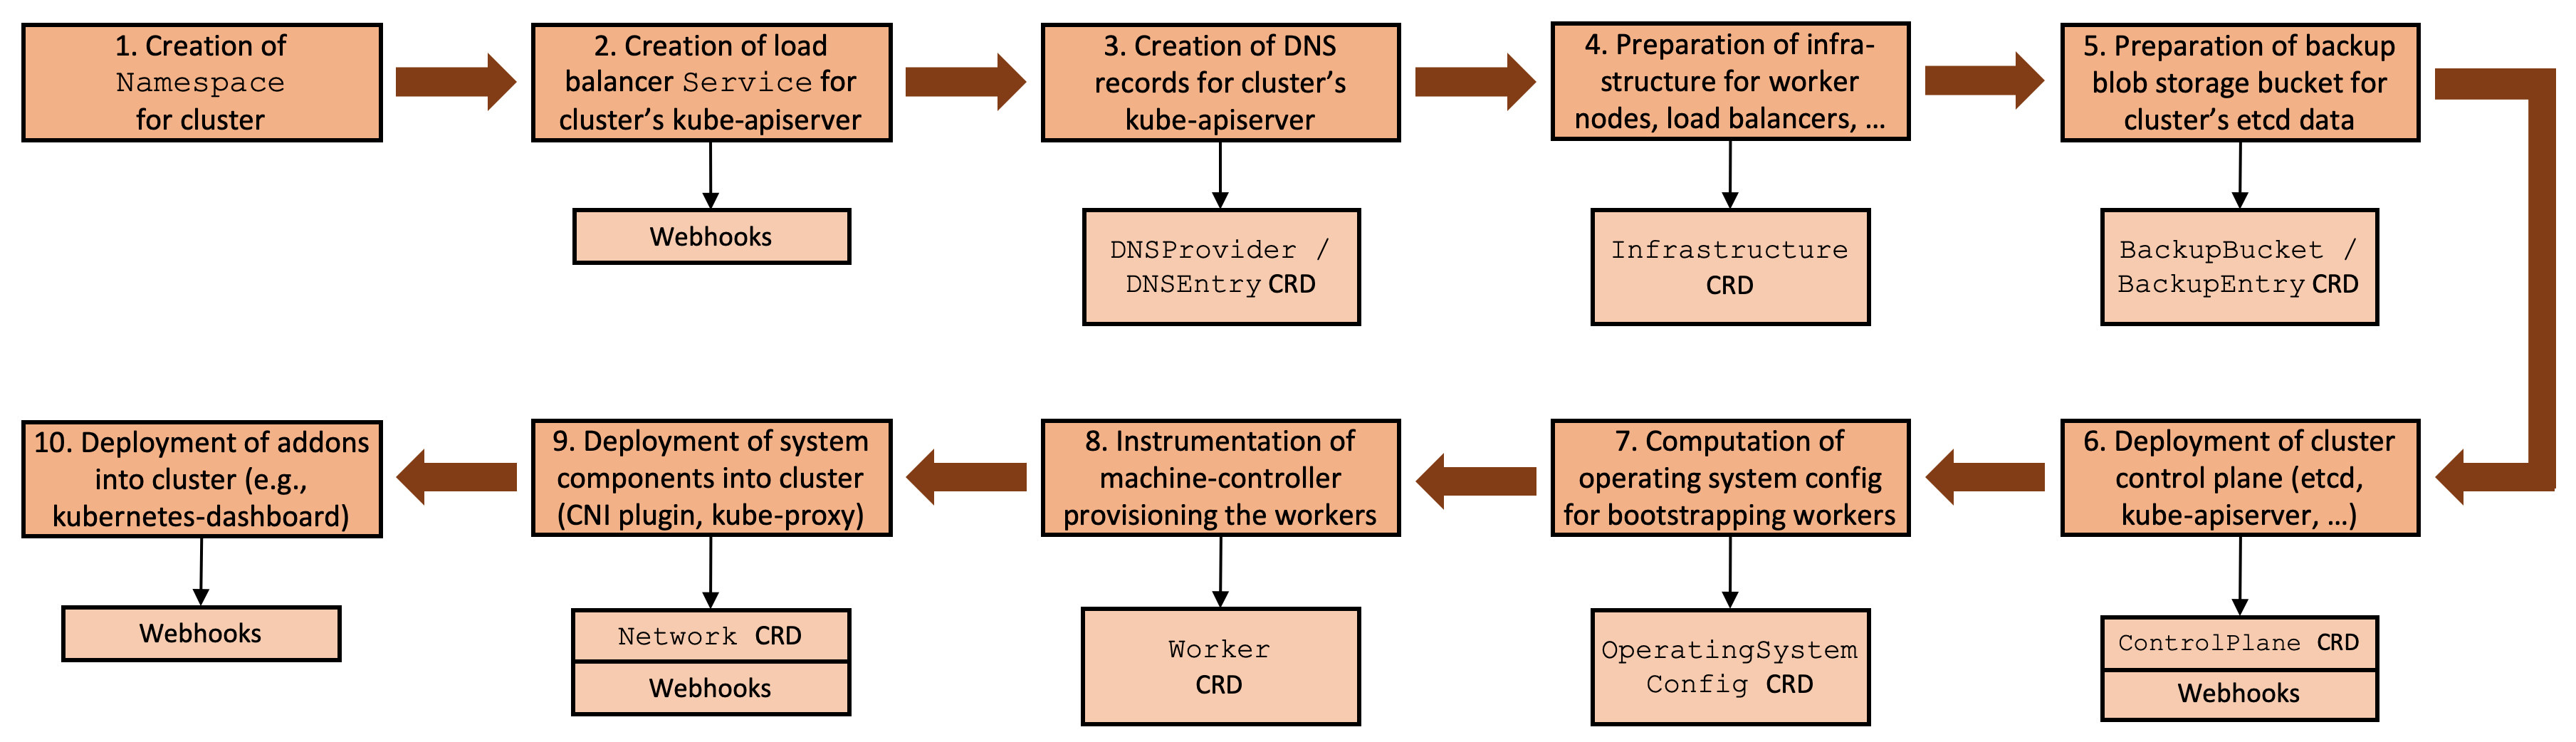 1. Creation of
Namespace
for cluster
2. Creation of load
balancer Service for
cluster’s kube-apiserver
3. Creation of DNS
records for cluster’s
kube-apiserver
4. Preparation of infra-
structure for worker
nodes, load balancers, …
5. Preparation of backup
blob storage bucket for
cluster’s etcd data
Webhooks
DNSProvider /
DNSEntry CRD
Infrastructure
CRD
BackupBucket /
BackupEntry CRD
10. Deployment of addons
into cluster (e.g.,
kubernetes-dashboard)
9. Deployment of system
components into cluster
(CNI plugin, kube-proxy)
8. Instrumentation of
machine-controller
provisioning the workers
7. Computation of
operating system config
for bootstrapping workers
6. Deployment of cluster
control plane (etcd,
kube-apiserver, …)
Webhooks
Network CRD
Webhooks
Worker
CRD
OperatingSystem
Config CRD
ControlPlane CRD
Webhooks